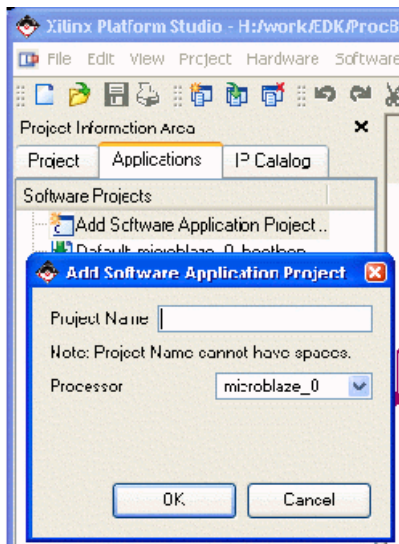 Xilinx Platform Studio - H:/work/EDK/ProcB
File Edit View Project Hardware Software
Project Information Area
Project Applications IP Catalog
Software Projects
Add Software Application Project...
Default: microblaze_0_bootloop
Add Software Application Project
Project Name
Note: Project Name cannot have spaces.
Processor microblaze_0
OK Cancel